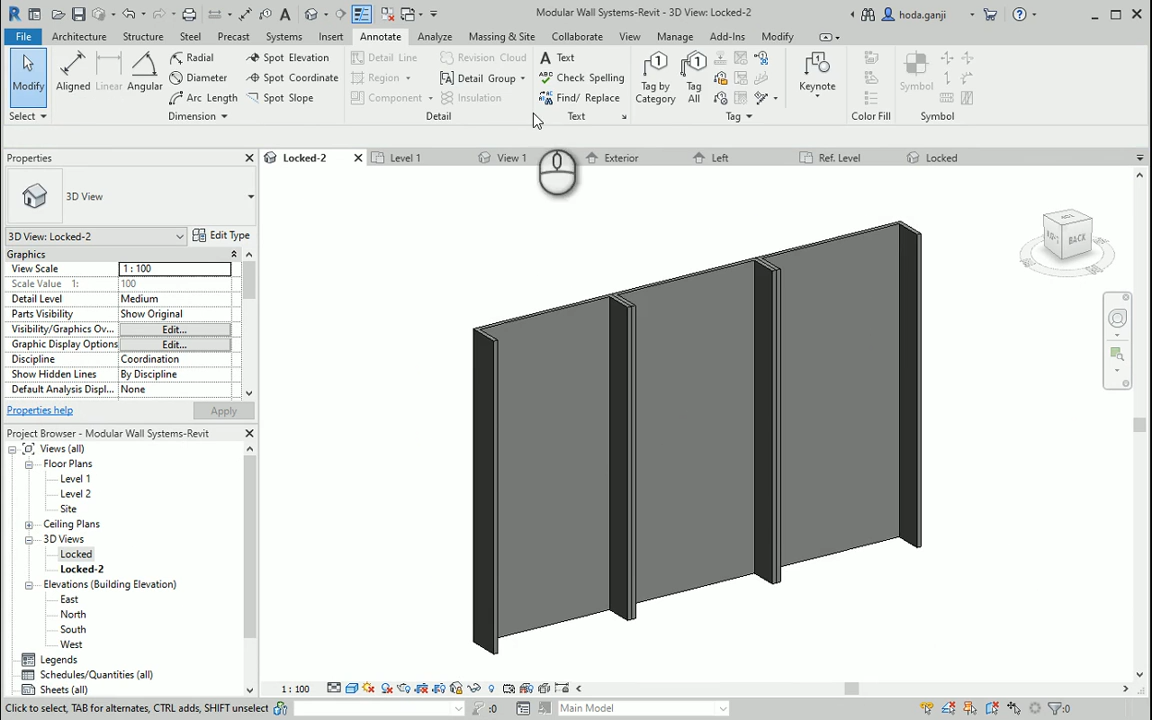 Modular Wall Systems-Revit - 3D View: Locked-2
hoda.ganji
File Architecture Structure Steel Precast Systems Insert Annotate Analyze Massing & Site Collaborate View Manage Add-Ins Modify
Modify
Select
Aligned
Linear
Angular
Radial
Diameter
Arc Length
Spot Elevation
Spot Coordinate
Spot Slope
Dimension
Detail Line
Region
Component
Revision Cloud
Detail Group
Insulation
Detail
Text
Check Spelling
Find/ Replace
Text
Tag by Category
Tag All
Tag
Keynote
Color Fill
Symbol
Symbol
Properties
3D View
3D View: Locked-2
Edit Type
Graphics
View Scale 1 : 100
Scale Value 1: 100
Detail Level Medium
Parts Visibility Show Original
Visibility/Graphics Ov... Edit...
Graphic Display Options Edit...
Discipline Coordination
Show Hidden Lines By Discipline
Default Analysis Displ... None
Properties help
Apply
Project Browser - Modular Wall Systems-Revit
Views (all)
Floor Plans
Level 1
Level 2
Site
Ceiling Plans
3D Views
Locked
Locked-2
Elevations (Building Elevation)
East
North
South
West
Legends
Schedules/Quantities (all)
Sheets (all)
Locked-2 Level 1 View 1 Exterior Left Ref. Level Locked
BACK
1 : 100
Click to select, TAB for alternates, CTRL adds, SHIFT unselect
:0
Main Model
:0